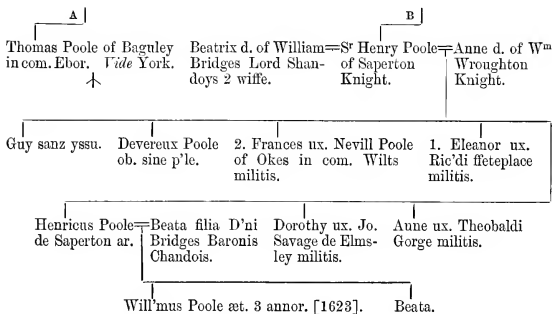 A B
Thomas Poole of Baguley
in com. Ebor. Vide York.
Beatrix d. of William
Bridges Lord Shan-
doys 2 wiffe.
Sʳ Henry Poole
of Saperton
Knight.
Anne d. of Wᵐ
Wroughton
Knight.
Guy sanz yssu.
Devereux Poole
ob. sine p'le.
2. Frances ux. Nevill Poole
of Okes in com. Wilts
militis.
1. Eleanor ux.
Ric'di ffeteplace
militis.
Henricus Poole
de Saperton ar.
Beata filia D'ni
Bridges Baronis
Chandois.
Dorothy ux. Jo.
Savage de Elms-
ley militis.
Anne ux. Theobaldi
Gorge militis.
Will'mus Poole æt. 3 annor. [1623].
Beata.